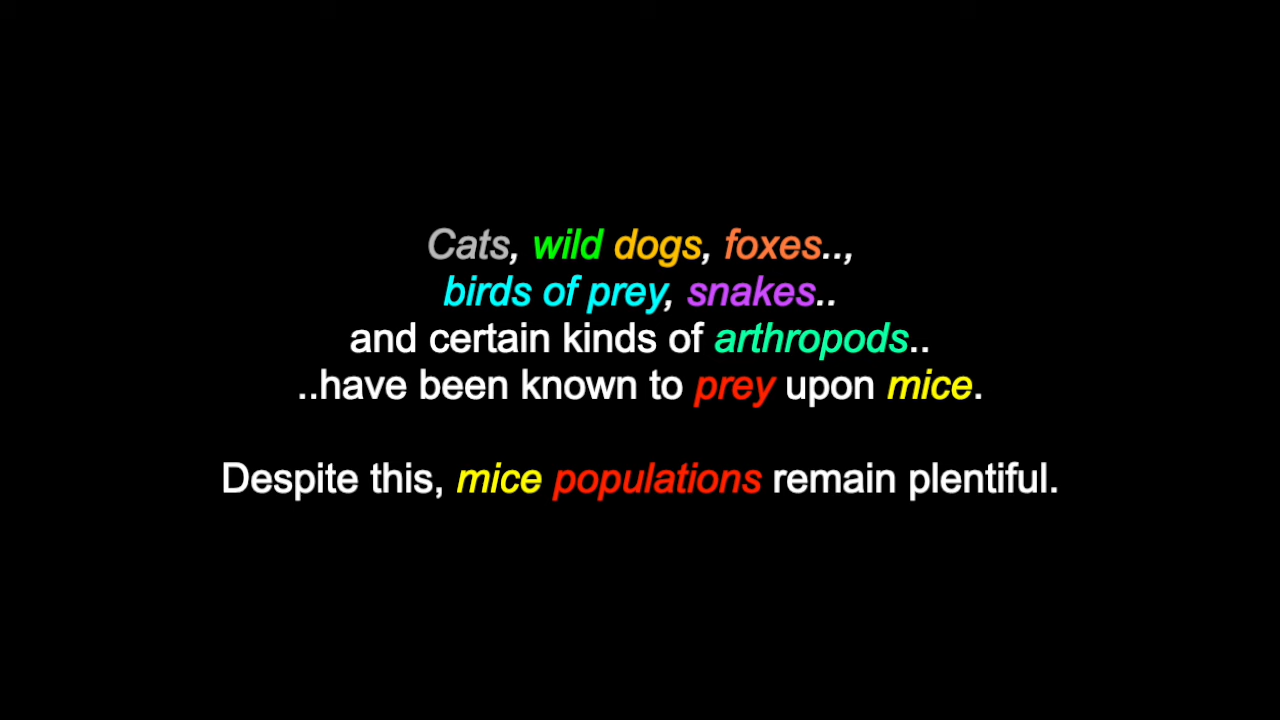 Cats, wild dogs, foxes..,
birds of prey, snakes..
and certain kinds of arthropods..
..have been known to prey upon mice.
Despite this, mice populations remain plentiful.